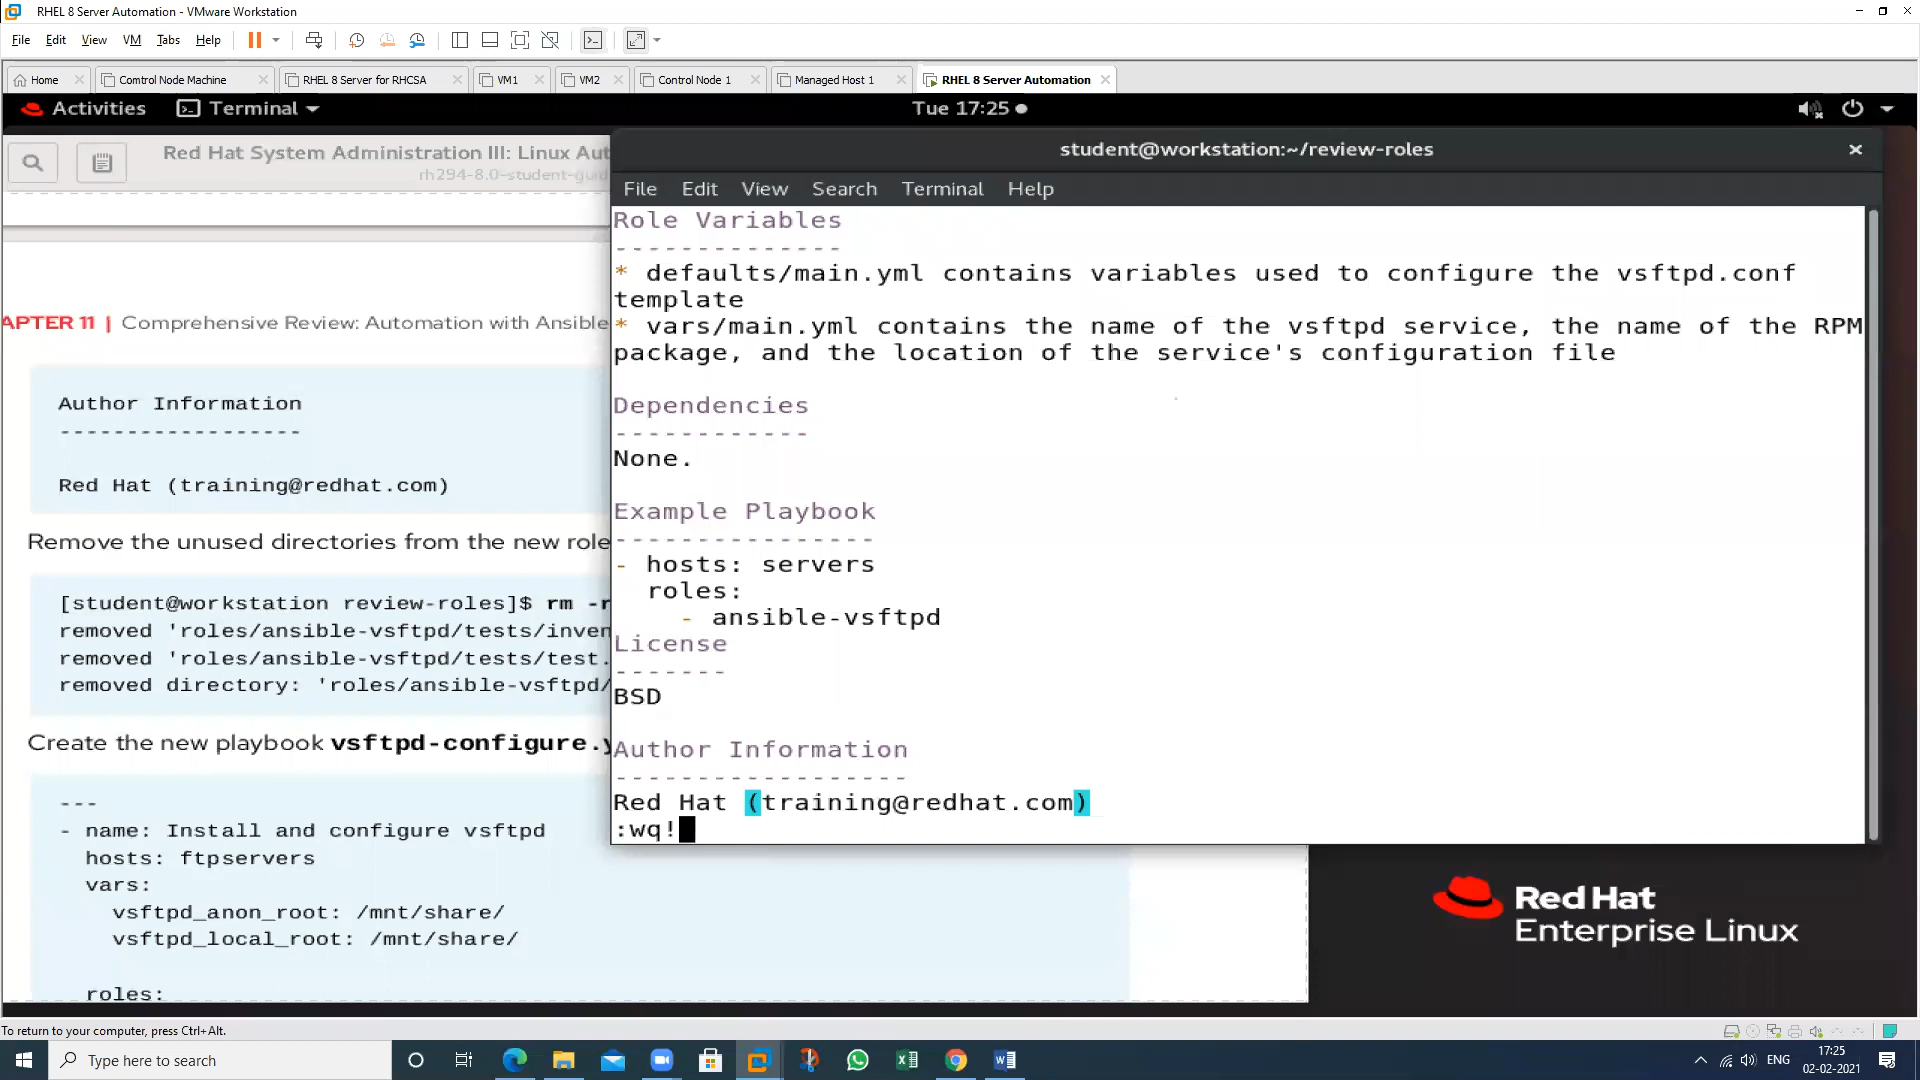 RHEL 8 Server Automation - VMware Workstation
File Edit View VM Tabs Help
Home
Comtrol Node Machine
RHEL 8 Server for RHCSA
VM1
VM2
Control Node 1
Managed Host 1
RHEL 8 Server Automation
Activities Terminal Tue 17:25
Red Hat System Administration III: Linux Aut
rh294-8.0-student-guid
APTER 11 | Comprehensive Review: Automation with Ansible
Author Information
------------------
Red Hat (training@redhat.com)
Remove the unused directories from the new role
[student@workstation review-roles]$ rm -r
removed 'roles/ansible-vsftpd/tests/inven
removed 'roles/ansible-vsftpd/tests/test.
removed directory: 'roles/ansible-vsftpd/
Create the new playbook vsftpd-configure.y
---
- name: Install and configure vsftpd
hosts: ftpservers
vars:
vsftpd_anon_root: /mnt/share/
vsftpd_local_root: /mnt/share/
roles:
student@workstation:~/review-roles
File Edit View Search Terminal Help
Role Variables
--------------
* defaults/main.yml contains variables used to configure the vsftpd.conf
template
* vars/main.yml contains the name of the vsftpd service, the name of the RPM
package, and the location of the service's configuration file
Dependencies
------------
None.
Example Playbook
----------------
- hosts: servers
roles:
- ansible-vsftpd
License
-------
BSD
Author Information
------------------
Red Hat (training@redhat.com)
:wq!
Red Hat
Enterprise Linux
To return to your computer, press Ctrl+Alt.
Type here to search
ENG
17:25
02-02-2021